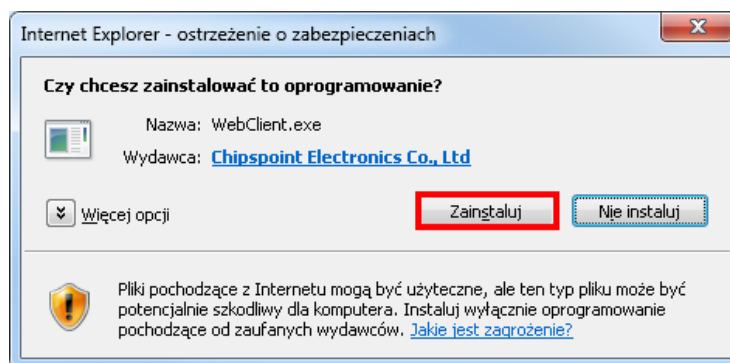 Internet Explorer - ostrzeżenie o zabezpieczeniach
Czy chcesz zainstalować to oprogramowanie?
Nazwa: WebClient.exe
Wydawca: Chipspoint Electronics Co., Ltd
Więcej opcji
Zainstaluj
Nie instaluj
Pliki pochodzące z Internetu mogą być użyteczne, ale ten typ pliku może być
potencjalnie szkodliwy dla komputera. Instaluj wyłącznie oprogramowanie
pochodzące od zaufanych wydawców. Jakie jest zagrożenie?